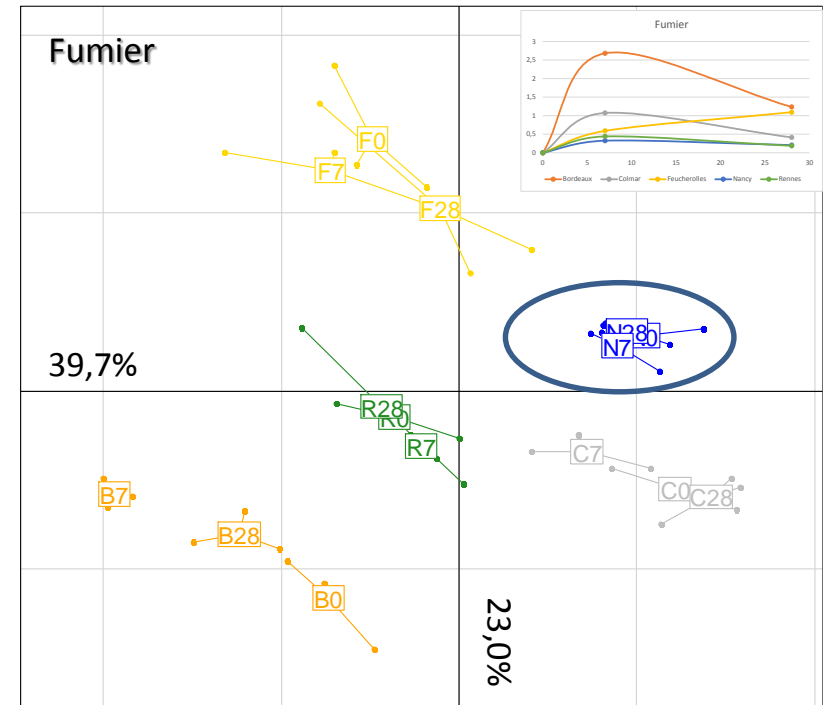 Fumier
Fumier
3
2,5
2
1,5
1
0,5
0
0 5 10 15 20 25 30
Bordeaux Colmar Feucherolles Nancy Rennes
F0
F7
F28
N28
N7
39,7%
R28
R0
R7
C7
C0
C28
B7
B28
B0
23,0%